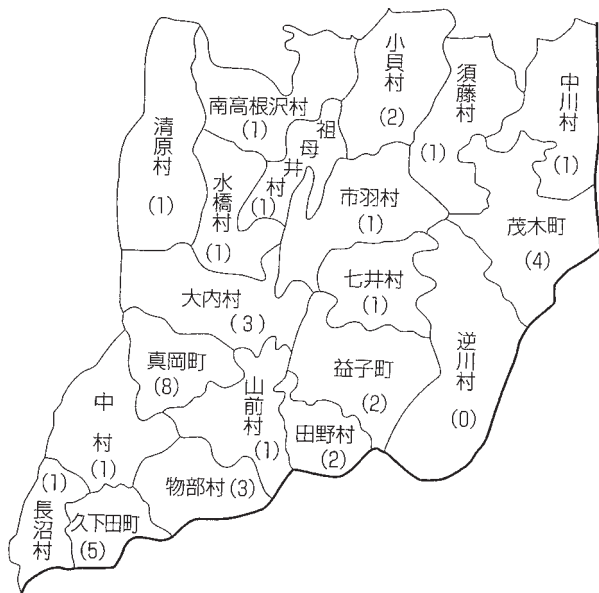 小貝村
(2)
須藤村
(1)
中川村
(1)
南高根沢村
(1)
清原村
(1)
祖母井村
(1)
水橋村
(1)
市羽村
(1)
茂木町
(4)
七井村
(1)
大内村
(3)
逆川村
(0)
真岡町
(8)
益子町
(2)
山前村
(1)
中村
(1)
田野村
(2)
物部村(3)
長沼村
(1)
久下田町
(5)